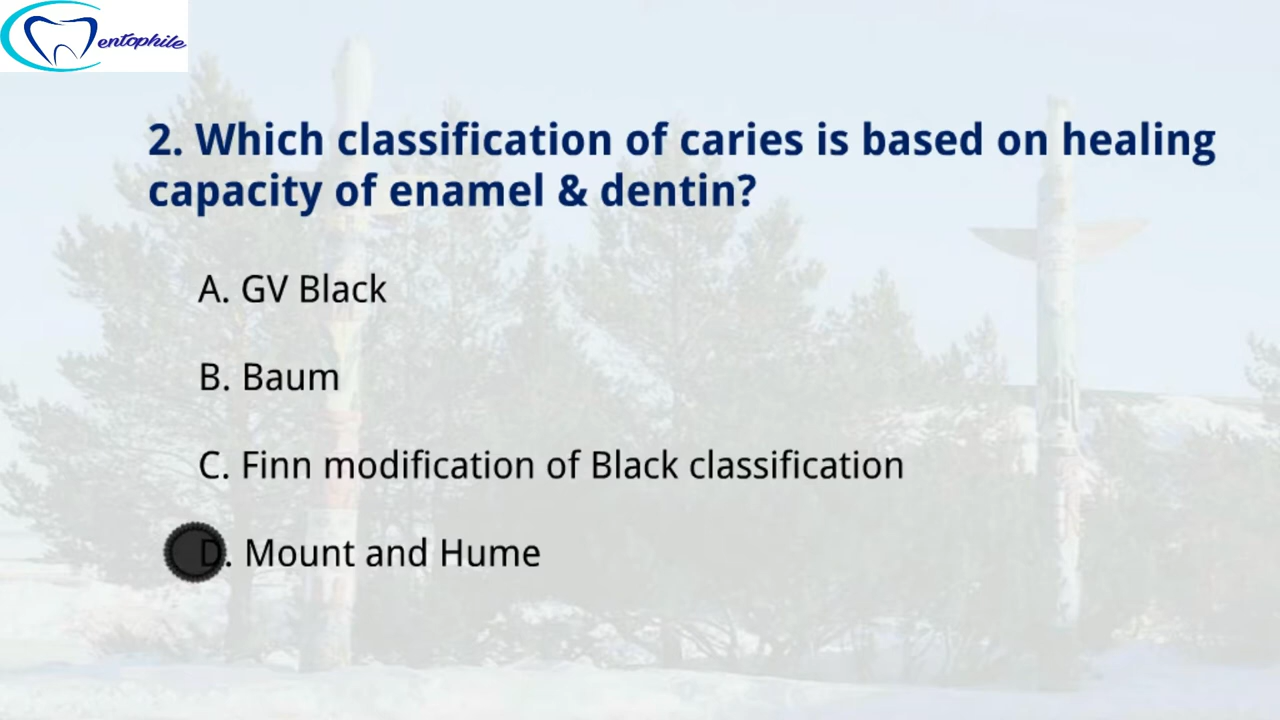 entophile
2. Which classification of caries is based on healing
capacity of enamel & dentin?
A. GV Black
B. Baum
C. Finn modification of Black classification
D. Mount and Hume